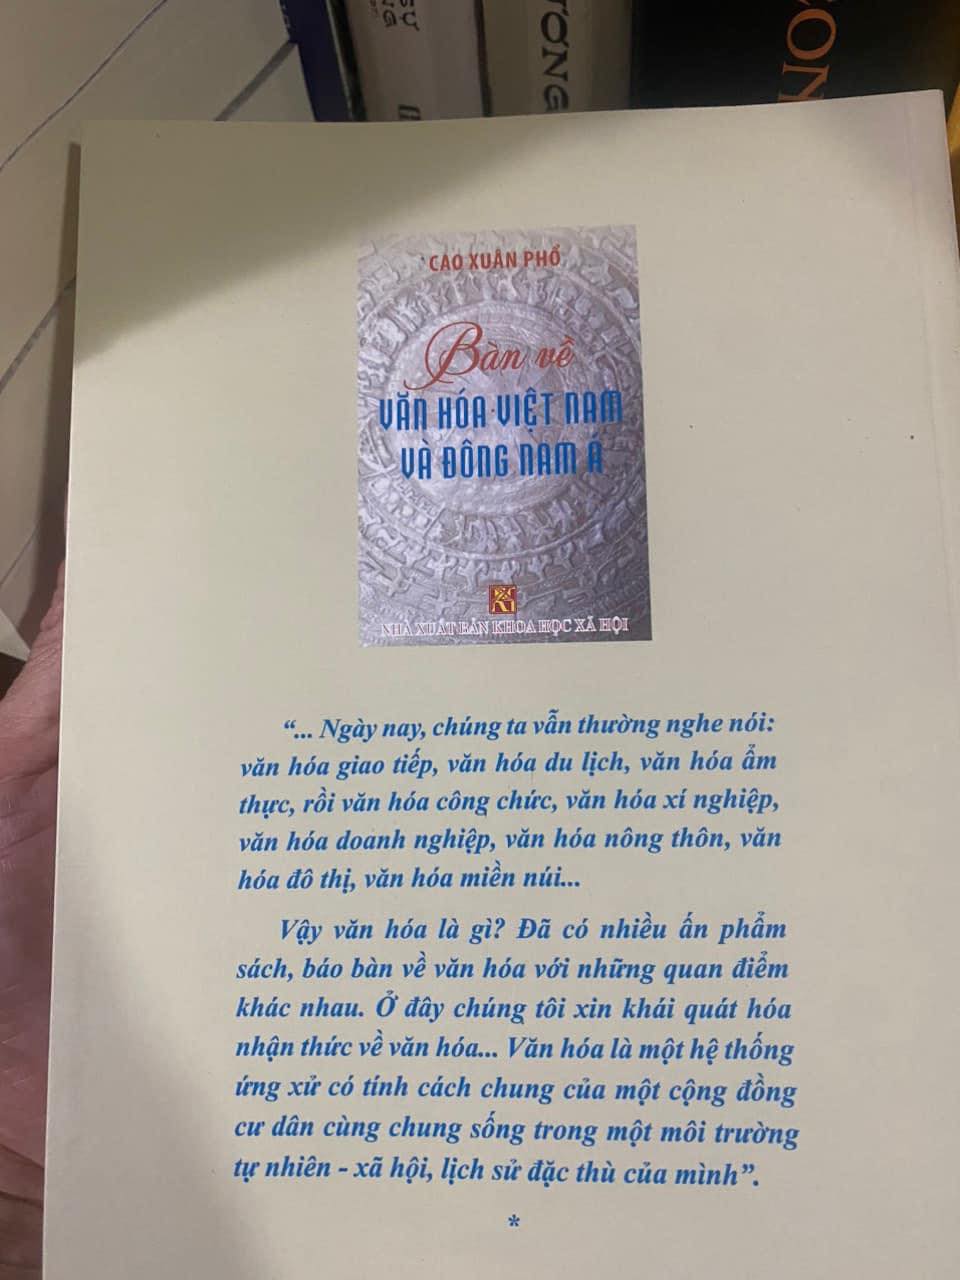 SỰ
ƯƠNG
CON
CAO XUÂN PHỔ
Bàn về
VĂN HÓA VIỆT NAM
VÀ ĐÔNG NAM Á
NHÀ XUẤT BẢN KHOA HỌC XÃ HỘI
“... Ngày nay, chúng ta vẫn thường nghe nói:
văn hóa giao tiếp, văn hóa du lịch, văn hóa ẩm
thực, rồi văn hóa công chức, văn hóa xí nghiệp,
văn hóa doanh nghiệp, văn hóa nông thôn, văn
hóa đô thị, văn hóa miền núi...
Vậy văn hóa là gì? Đã có nhiều ấn phẩm
sách, báo bàn về văn hóa với những quan điểm
khác nhau. Ở đây chúng tôi xin khái quát hóa
nhận thức về văn hóa... Văn hóa là một hệ thống
ứng xử có tính cách chung của một cộng đồng
cư dân cùng chung sống trong một môi trường
tự nhiên - xã hội, lịch sử đặc thù của mình”.
*